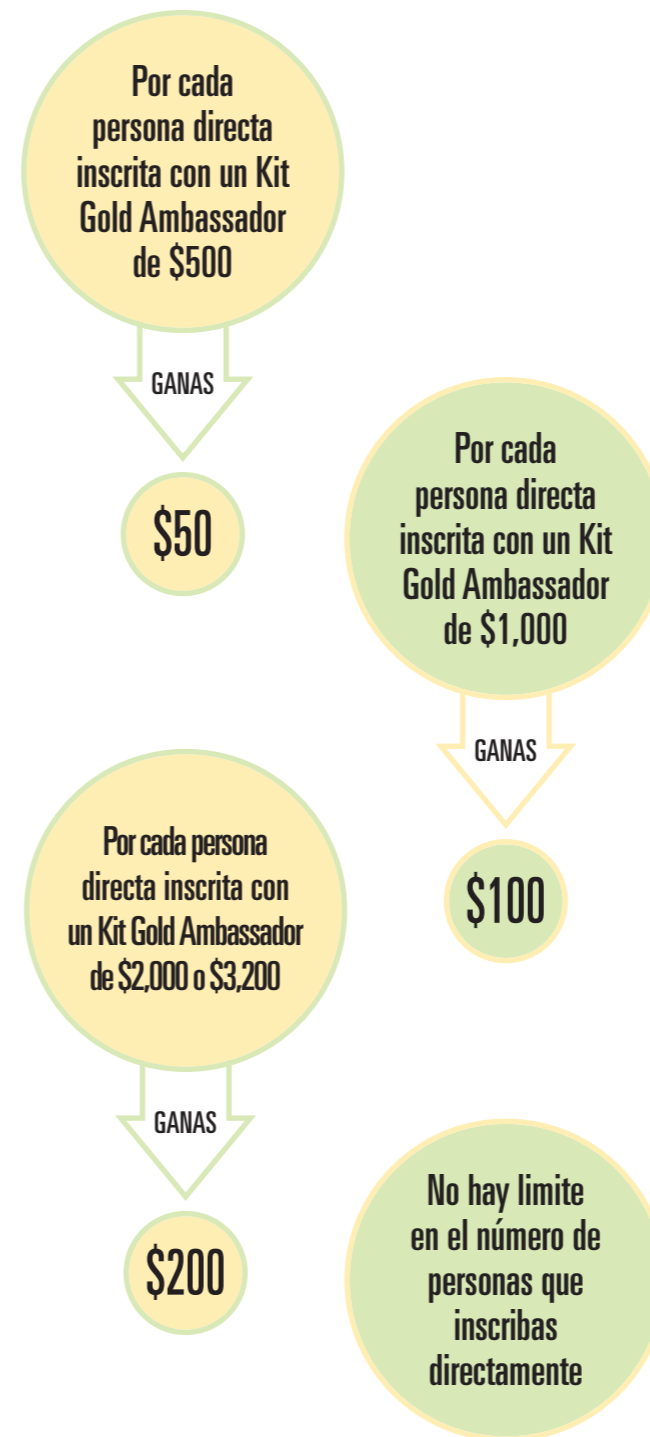 Por cada
persona directa
inscrita con un Kit
Gold Ambassador
de $500
GANAS
$50
Por cada
persona directa
inscrita con un Kit
Gold Ambassador
de $1,000
GANAS
$100
Por cada persona
directa inscrita con
un Kit Gold Ambassador
de $2,000 o $3,200
GANAS
$200
No hay limite
en el número de
personas que
inscribas
directamente